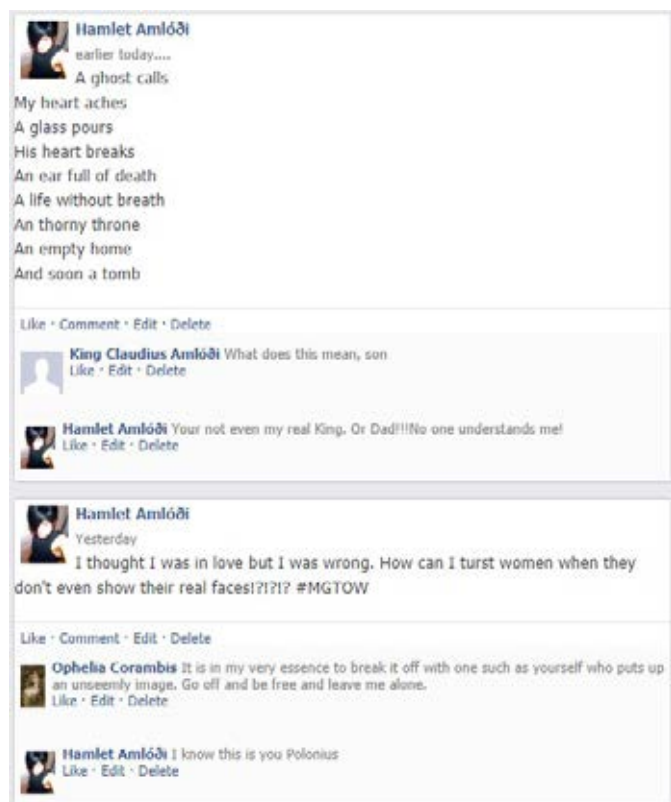 Hamlet Amlóði
earlier today....
A ghost calls
My heart aches
A glass pours
His heart breaks
An ear full of death
A life without breath
An thorny throne
An empty home
And soon a tomb
Like · Comment · Edit · Delete
King Claudius Amlóði What does this mean, son
Like · Edit · Delete
Hamlet Amlóði Your not even my real King. Or Dad!!!No one understands me!
Like · Edit · Delete
Hamlet Amlóði
Yesterday
I thought I was in love but I was wrong. How can I turst women when they
don't even show their real faces!?!?!? #MGTOW
Like · Comment · Edit · Delete
Ophelia Corambis It is in my very essence to break it off with one such as yourself who puts up
an unseemly image. Go off and be free and leave me alone.
Like · Edit · Delete
Hamlet Amlóði I know this is you Polonius
Like · Edit · Delete